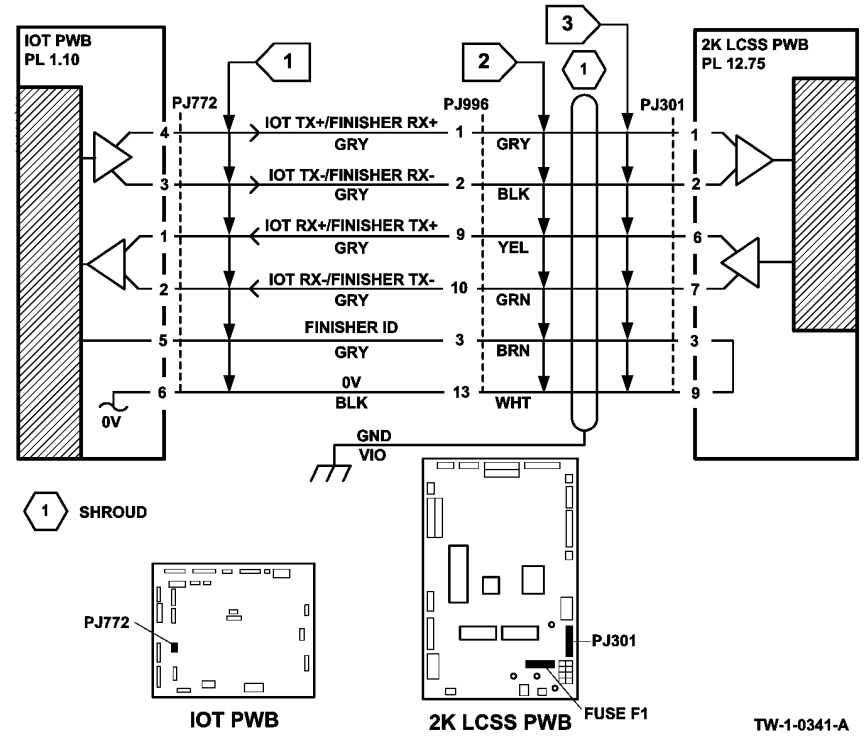 IOT PWB
PL 1.10
1
2
3
1
2K LCSS PWB
PL 12.75
PJ772
PJ996
PJ301
4 IOT TX+/FINISHER RX+ 1 1
GRY GRY
3 IOT TX-/FINISHER RX- 2 2
GRY BLK
1 IOT RX+/FINISHER TX+ 9 6
GRY YEL
2 IOT RX-/FINISHER TX- 10 7
GRY GRN
FINISHER ID
5 3 3
GRY BRN
0V
6 13 9
BLK WHT
0V
GND
VIO
1 SHROUD
PJ772
PJ301
FUSE F1
IOT PWB
2K LCSS PWB
TW-1-0341-A